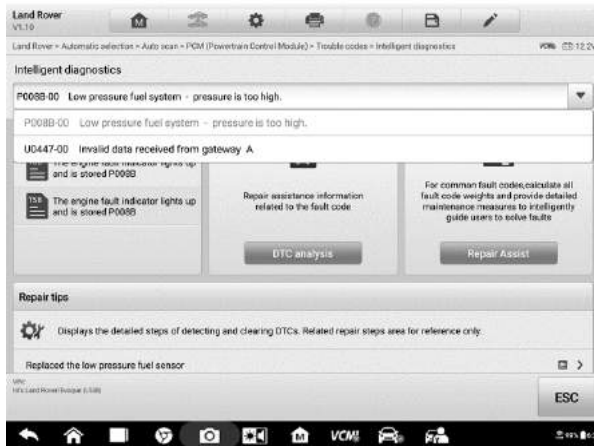 Land Rover
V1.10
Land Rover > Automatic selection > Auto scan > PCM (Powertrain Control Module) > Trouble codes > Intelligent diagnostics
VCMI 12.2V
Intelligent diagnostics
P008B-00 Low pressure fuel system - pressure is too high.
P008B-00 Low pressure fuel system - pressure is too high.
U0447-00 Invalid data received from gateway A
The engine fault indicator lights up
and is stored P008B
TSB
The engine fault indicator lights up
and is stored P008B
Repair assistance information
related to the fault code
DTC analysis
For common fault codes,calculate all
fault code weights and provide detailed
maintenance measures to intelligently
guide users to solve faults
Repair Assist
Repair tips
Displays the detailed steps of detecting and clearing DTCs. Related repair steps area for reference only.
Replaced the low pressure fuel sensor
ESC
VCMI